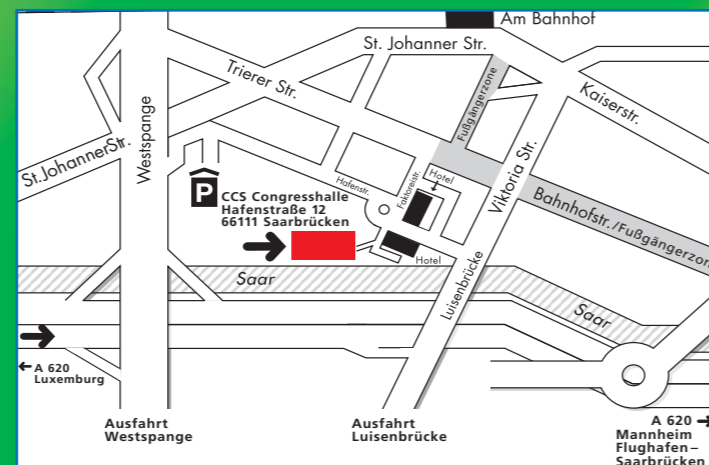 Am Bahnhof
St. Johanner Str.
Trierer Str.
Fußgängerzone
Kaiserstr.
Westspange
St.JohannerStr.
Viktoria Str.
P
CCS Congresshalle
Hafenstraße 12
66111 Saarbrücken
Hafenstr.
Faktoreistr.
Hotel
Bahnhofstr./Fußgängerzone
Hotel
Luisenbrücke
Saar
Saar
A 620
Luxemburg
Ausfahrt
Westspange
Ausfahrt
Luisenbrücke
A 620
Mannheim
Flughafen–
Saarbrücken